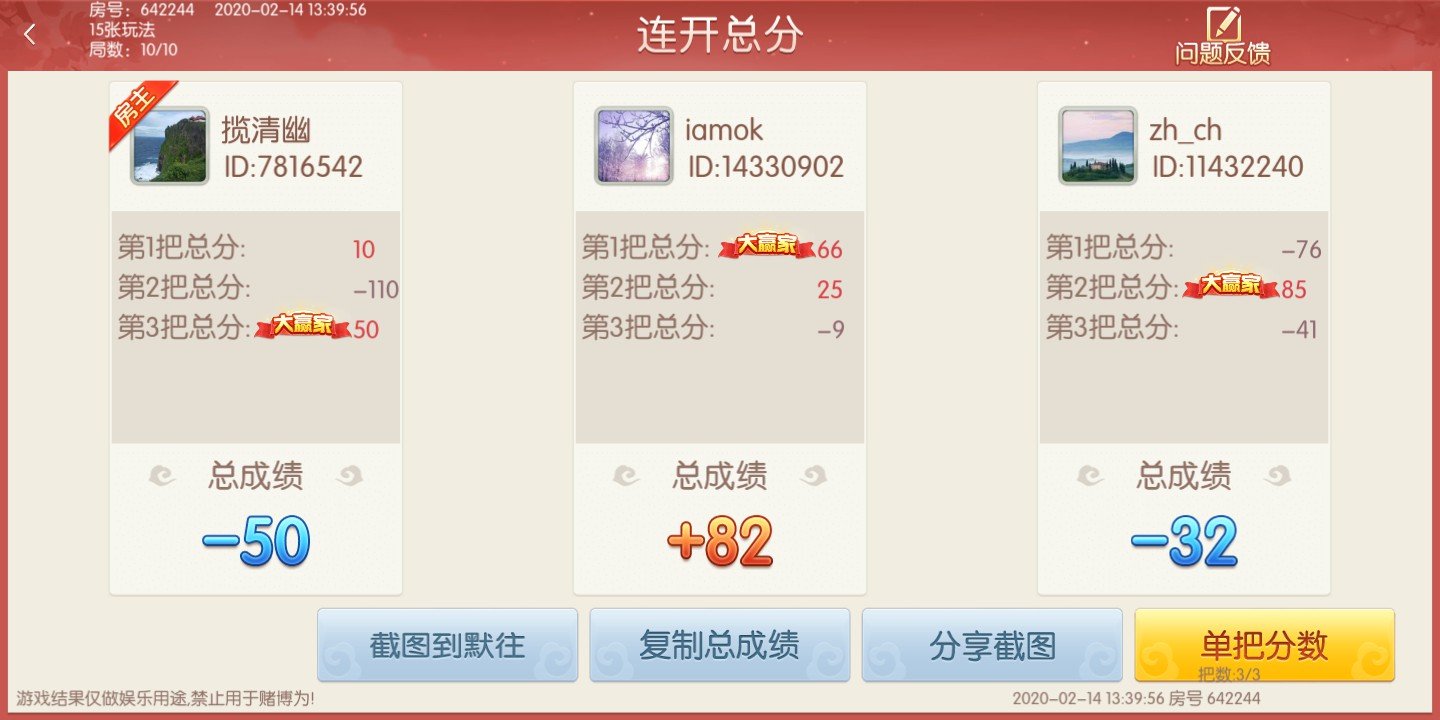 房号：642244 2020-02-14 13:39:56
15张玩法
局数：10/10
连开总分
问题反馈
房主
揽清幽
ID:7816542
第1把总分: 10
第2把总分: -110
第3把总分: 大赢家 50
总成绩
-50
iamok
ID:14330902
第1把总分: 大赢家 66
第2把总分: 25
第3把总分: -9
总成绩
+82
zh_ch
ID:11432240
第1把总分: -76
第2把总分: 大赢家 85
第3把总分: -41
总成绩
-32
截图到默往
复制总成绩
分享截图
单把分数
把数:3/3
游戏结果仅做娱乐用途,禁止用于赌博为!
2020-02-14 13:39:56 房号 642244